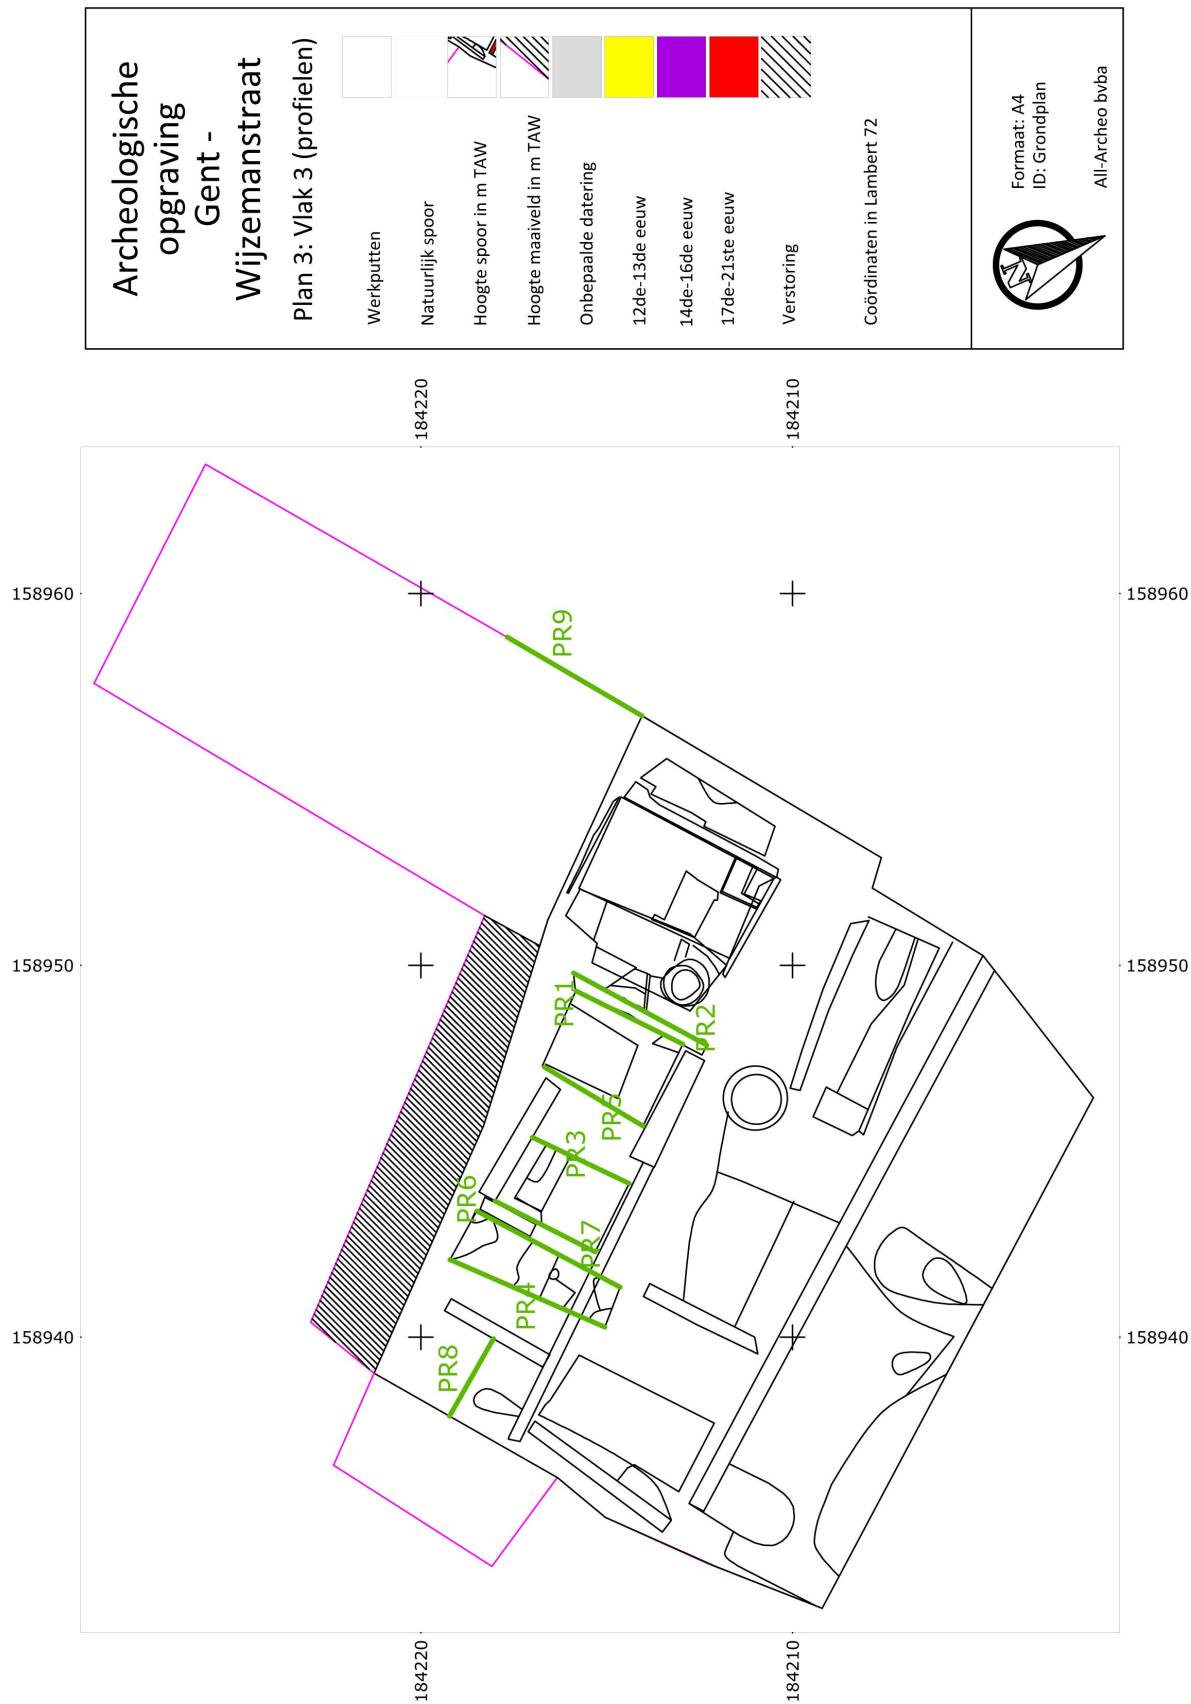 Archeologische
opgraving
Gent -
Wijzemanstraat
Plan 3: Vlak 3 (profielen)
Werkputten
Natuurlijk spoor
Hoogte spoor in m TAW
Hoogte maaiveld in m TAW
Onbepaalde datering
12de-13de eeuw
14de-16de eeuw
17de-21ste eeuw
Verstoring
Coördinaten in Lambert 72
N
Formaat: A4
ID: Grondplan
All-Archeo bvba
184220
184210
158960
158960
PR9
158950
158950
PR1
PR2
PR5
PR3
PR6
PR7
PR4
158940
158940
PR8
184220
184210